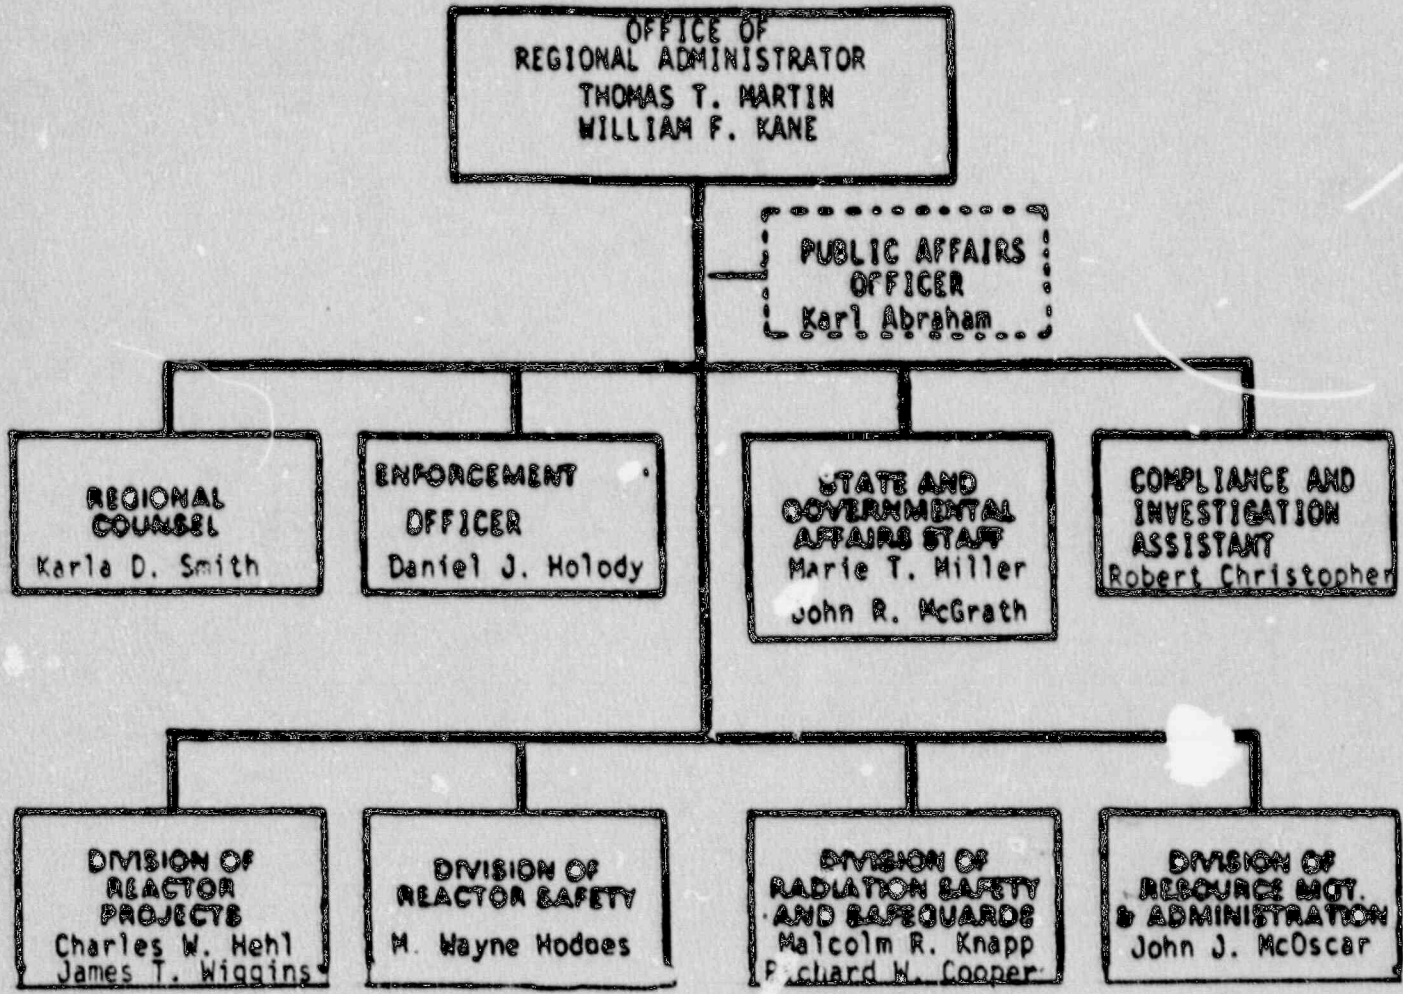 OFFICE OF
REGIONAL ADMINISTRATOR
THOMAS T. MARTIN
WILLIAM F. KANE
PUBLIC AFFAIRS
OFFICER
Karl Abraham
REGIONAL
COUNSEL
Karla D. Smith
ENFORCEMENT
OFFICER
Daniel J. Holody
STATE AND
GOVERNMENTAL
AFFAIRS STAFF
Marie T. Miller
John R. McGrath
COMPLIANCE AND
INVESTIGATION
ASSISTANT
Robert Christopher
DIVISION OF
REACTOR
PROJECTS
Charles W. Hehl
James T. Wiggins
DIVISION OF
REACTOR SAFETY
M. Wayne Hodges
DIVISION OF
RADIATION SAFETY
AND SAFEGUARDS
Malcolm R. Knapp
Richard W. Cooper
DIVISION OF
RESOURCE MGT.
& ADMINISTRATION
John J. McOscar